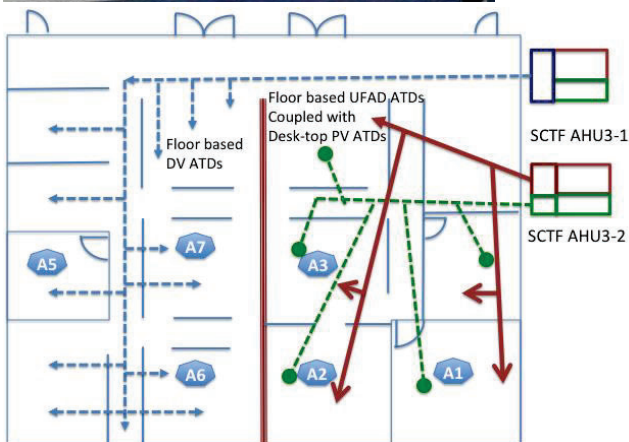 Floor based UFAD ATDs
Coupled with
Desk-top PV ATDs
Floor based
DV ATDs
SCTF AHU3-1
SCTF AHU3-2
A5
A7
A3
A6
A2
A1